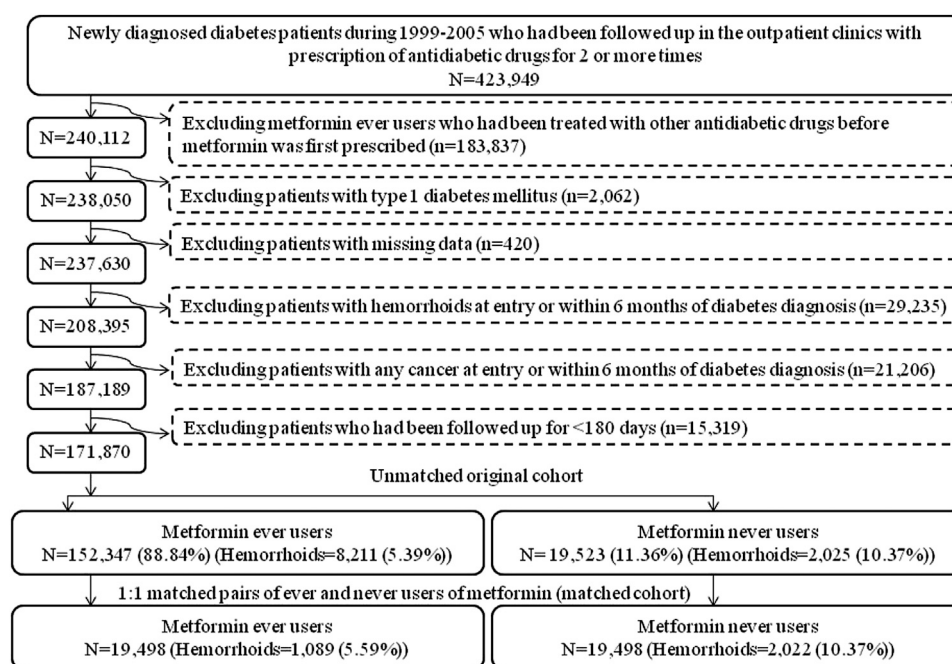 Newly diagnosed diabetes patients during 1999-2005 who had been followed up in the outpatient clinics with
prescription of antidiabetic drugs for 2 or more times
N=423,949
Excluding metformin ever users who had been treated with other antidiabetic drugs before
metformin was first prescribed (n=183,837)
N=240,112
Excluding patients with type 1 diabetes mellitus (n=2,062)
N=238,050
Excluding patients with missing data (n=420)
N=237,630
Excluding patients with hemorrhoids at entry or within 6 months of diabetes diagnosis (n=29,235)
N=208,395
Excluding patients with any cancer at entry or within 6 months of diabetes diagnosis (n=21,206)
N=187,189
Excluding patients who had been followed up for <180 days (n=15,319)
N=171,870
Unmatched original cohort
Metformin ever users
N=152,347 (88.84%) (Hemorrhoids=8,211 (5.39%))
Metformin never users
N=19,523 (11.36%) (Hemorrhoids=2,025 (10.37%))
1:1 matched pairs of ever and never users of metformin (matched cohort)
Metformin ever users
N=19,498 (Hemorrhoids=1,089 (5.59%))
Metformin never users
N=19,498 (Hemorrhoids=2,022 (10.37%))